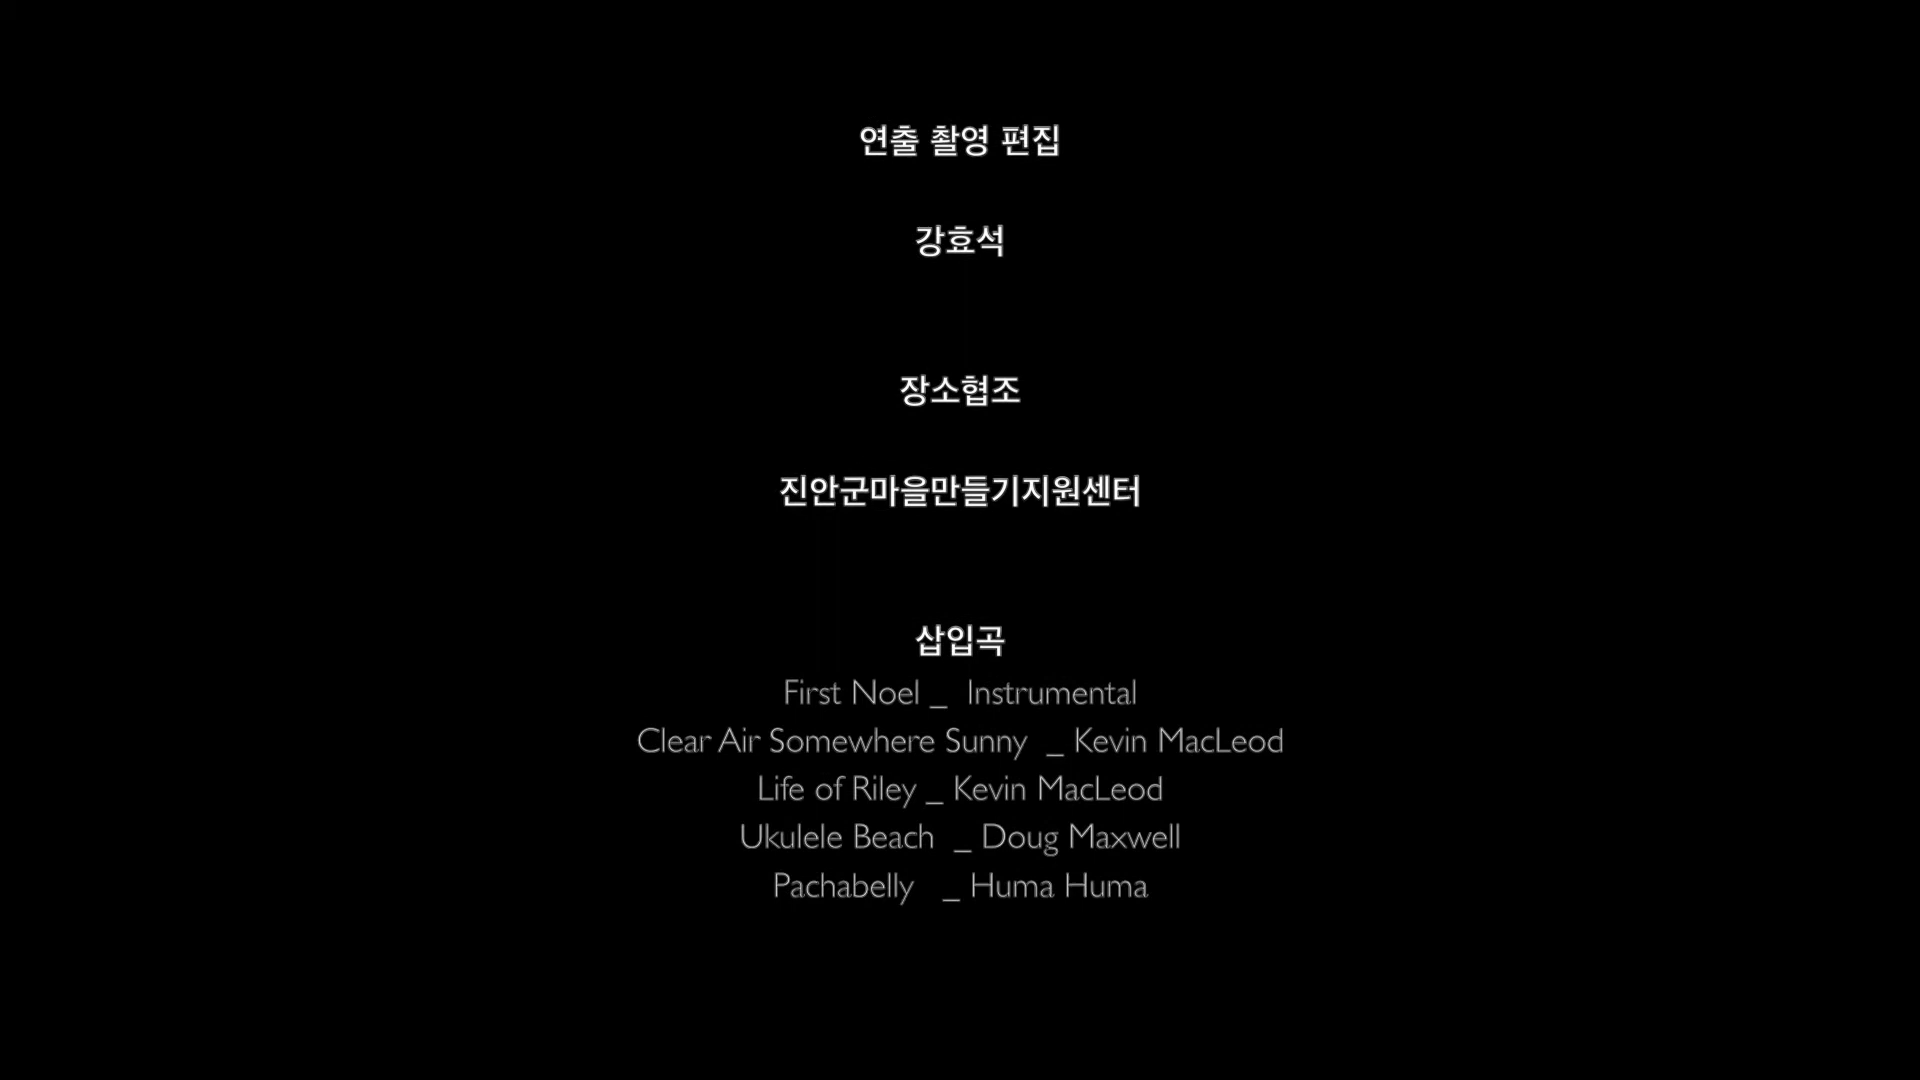 연출 촬영 편집
강효석
장소협조
진안군마을만들기지원센터
삽입곡
First Noel _ Instrumental
Clear Air Somewhere Sunny _ Kevin MacLeod
Life of Riley _ Kevin MacLeod
Ukulele Beach _ Doug Maxwell
Pachabelly _ Huma Huma